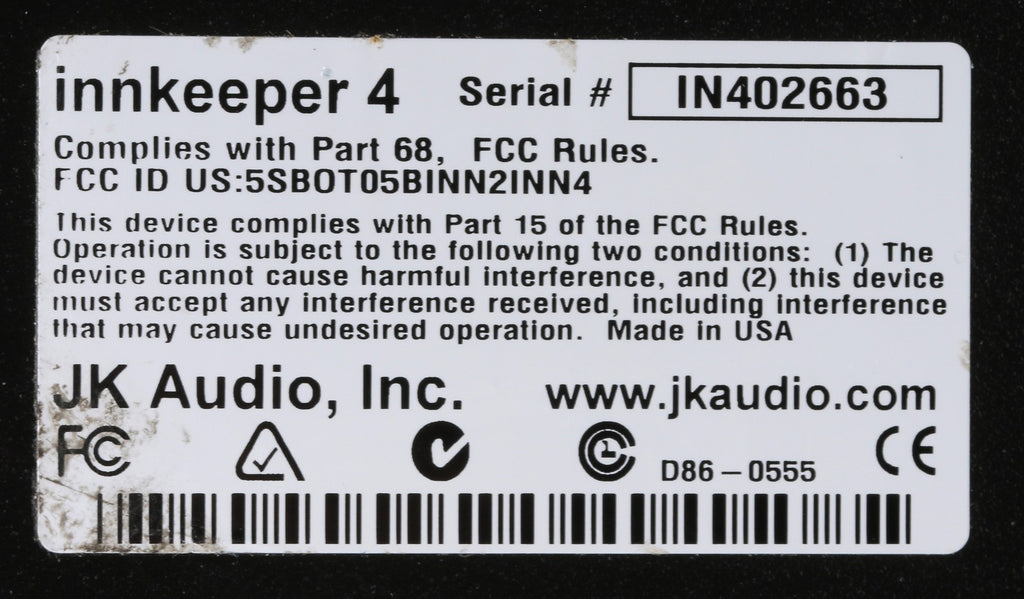 innkeeper 4 Serial # IN402663
Complies with Part 68, FCC Rules.
FCC ID US:5SBOT05BINN2INN4
This device complies with Part 15 of the FCC Rules.
Operation is subject to the following two conditions: (1) The
device cannot cause harmful interference, and (2) this device
must accept any interference received, including interference
that may cause undesired operation. Made in USA
JK Audio, Inc. www.jkaudio.com
FC D86-0555 CE